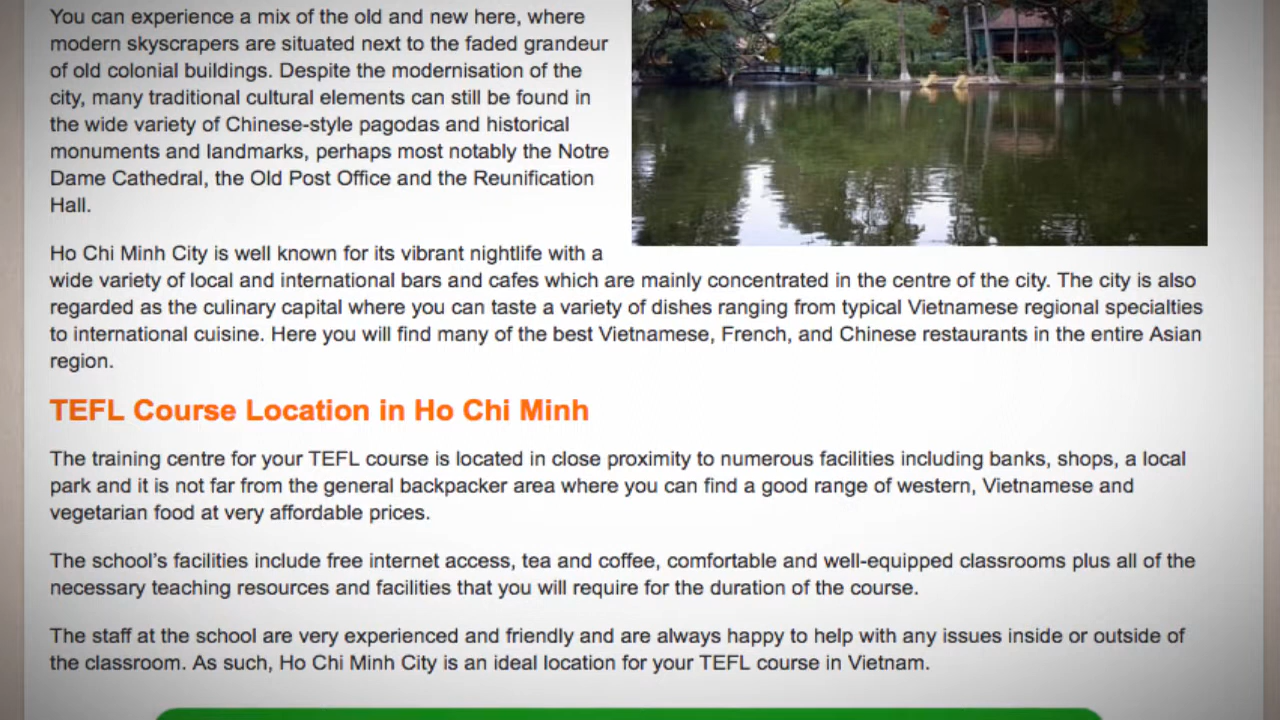 You can experience a mix of the old and new here, where
modern skyscrapers are situated next to the faded grandeur
of old colonial buildings. Despite the modernisation of the
city, many traditional cultural elements can still be found in
the wide variety of Chinese-style pagodas and historical
monuments and landmarks, perhaps most notably the Notre
Dame Cathedral, the Old Post Office and the Reunification
Hall.
Ho Chi Minh City is well known for its vibrant nightlife with a
wide variety of local and international bars and cafes which are mainly concentrated in the centre of the city. The city is also
regarded as the culinary capital where you can taste a variety of dishes ranging from typical Vietnamese regional specialties
to international cuisine. Here you will find many of the best Vietnamese, French, and Chinese restaurants in the entire Asian
region.
TEFL Course Location in Ho Chi Minh
The training centre for your TEFL course is located in close proximity to numerous facilities including banks, shops, a local
park and it is not far from the general backpacker area where you can find a good range of western, Vietnamese and
vegetarian food at very affordable prices.
The school's facilities include free internet access, tea and coffee, comfortable and well-equipped classrooms plus all of the
necessary teaching resources and facilities that you will require for the duration of the course.
The staff at the school are very experienced and friendly and are always happy to help with any issues inside or outside of
the classroom. As such, Ho Chi Minh City is an ideal location for your TEFL course in Vietnam.